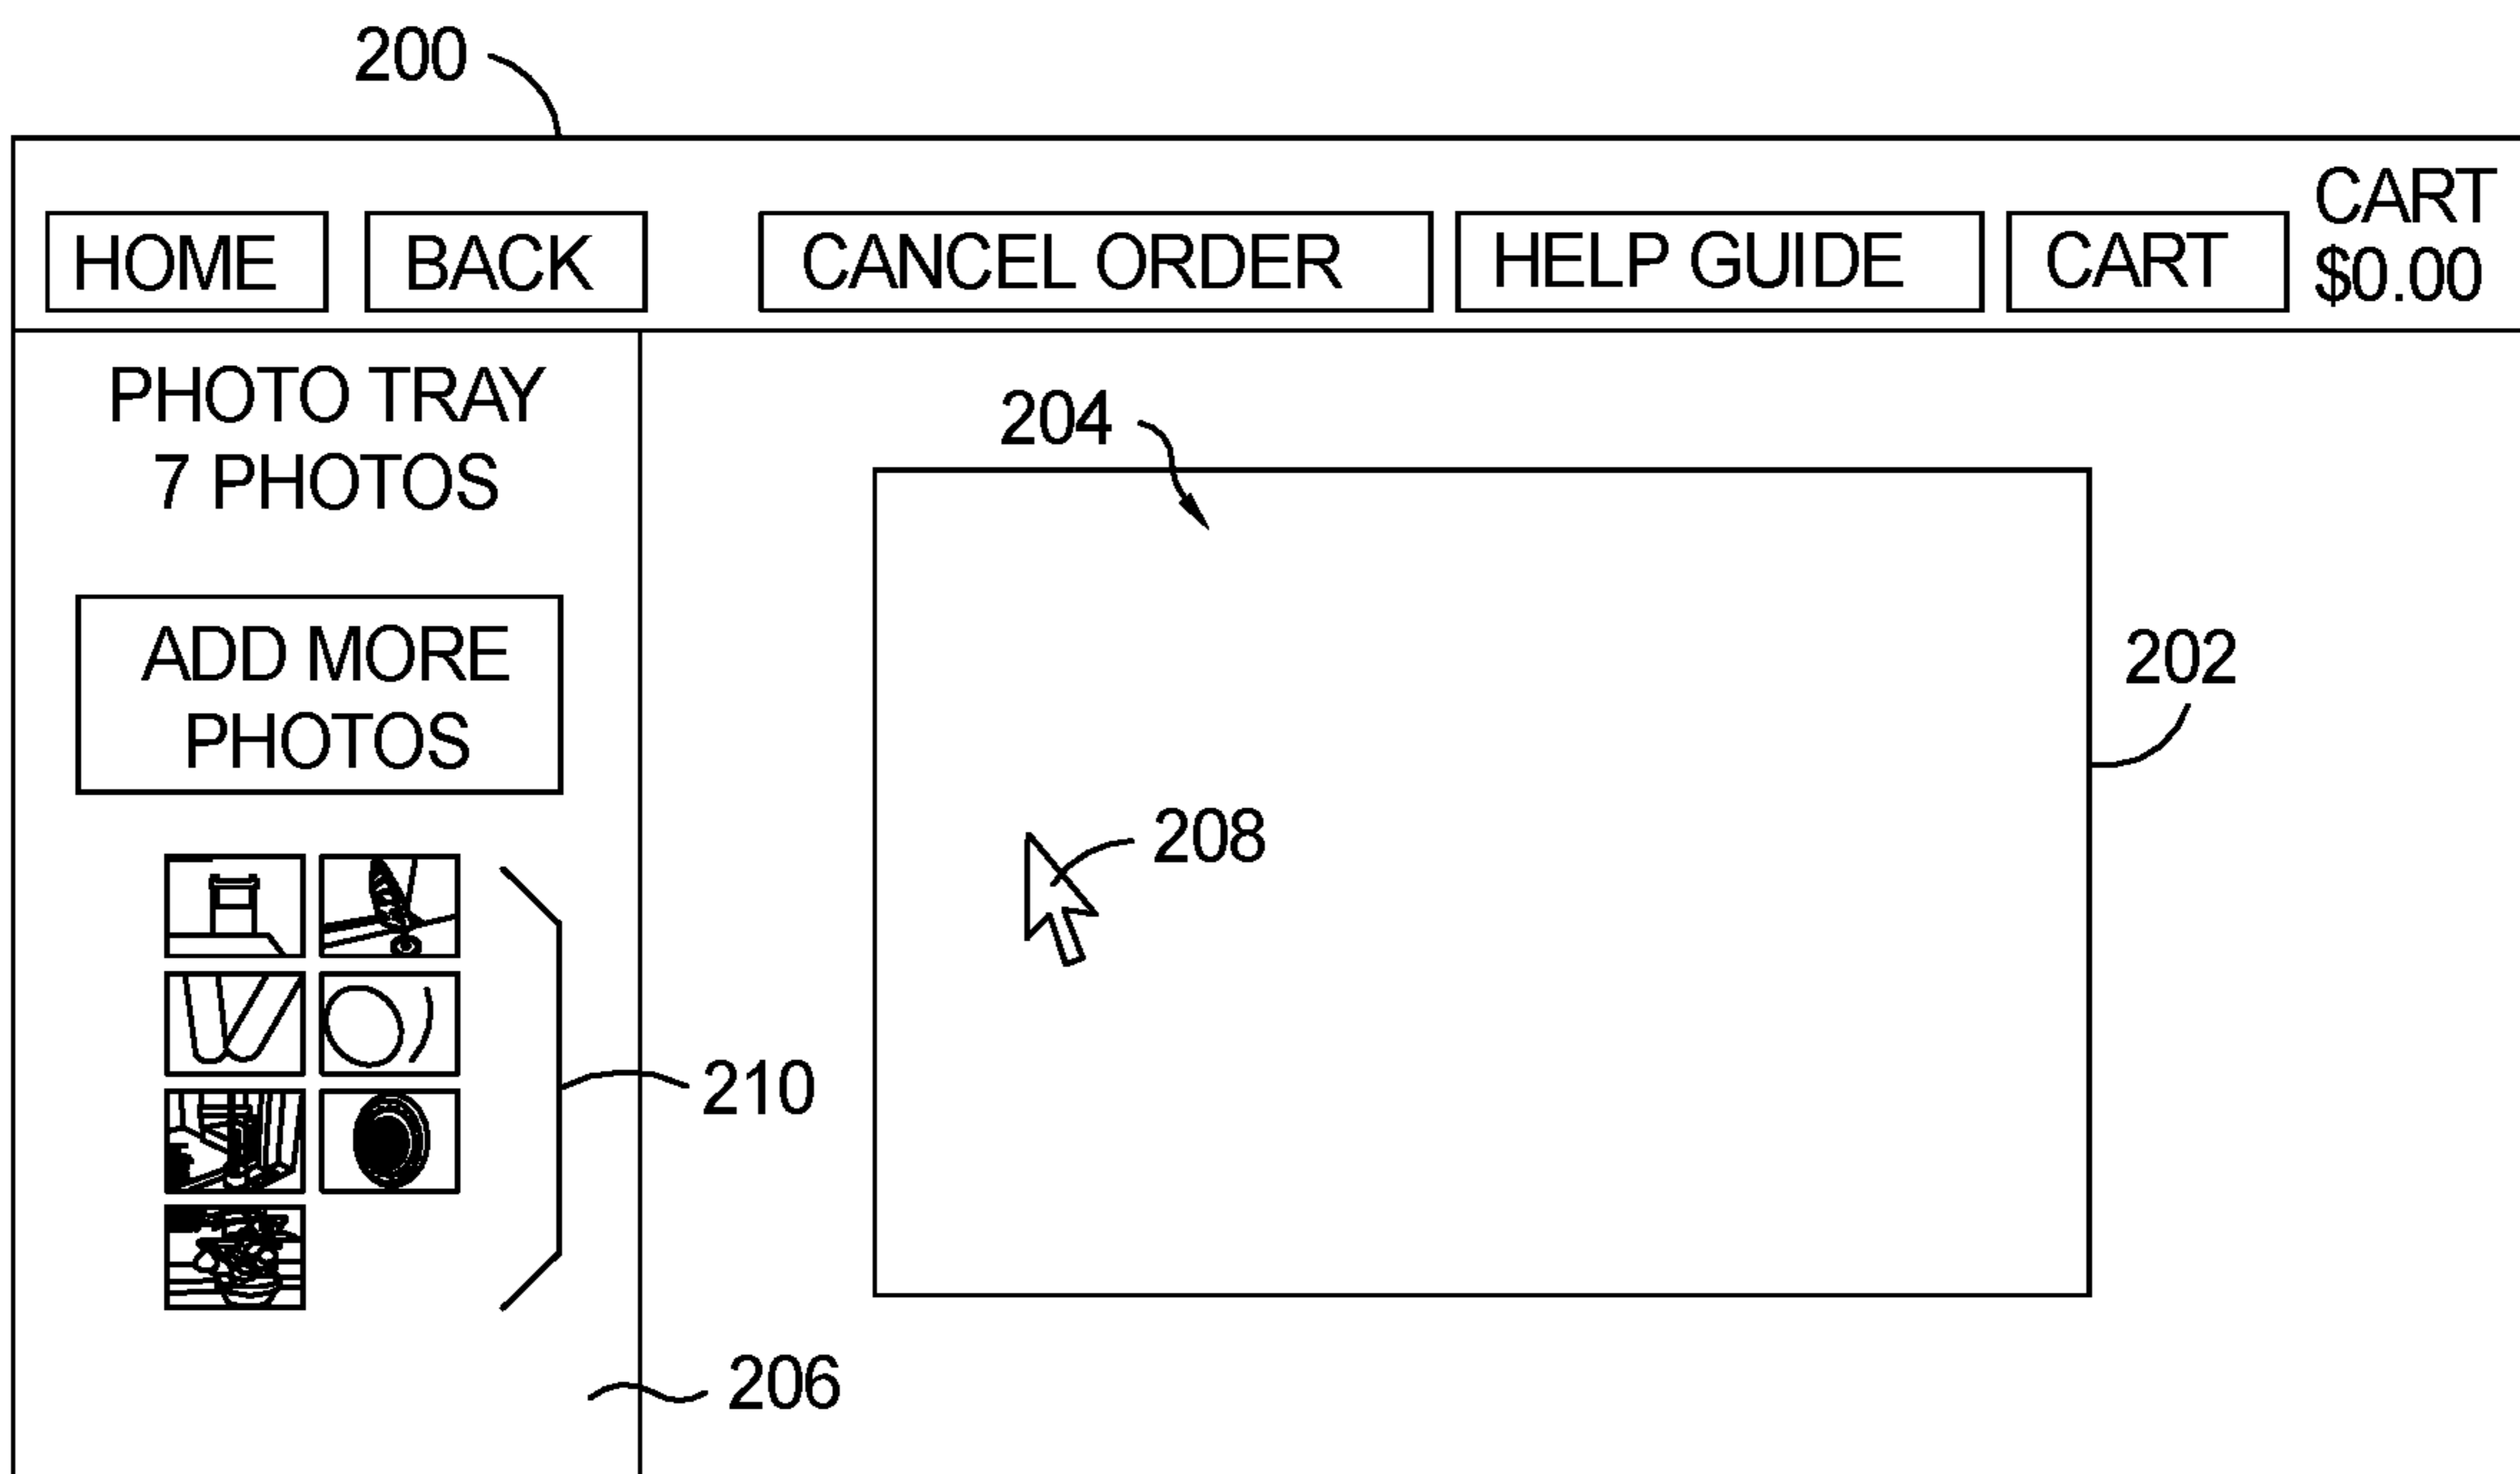 200
HOME BACK CANCEL ORDER HELP GUIDE CART CART
$0.00
PHOTO TRAY
7 PHOTOS
204
ADD MORE
PHOTOS
202
208
210
206